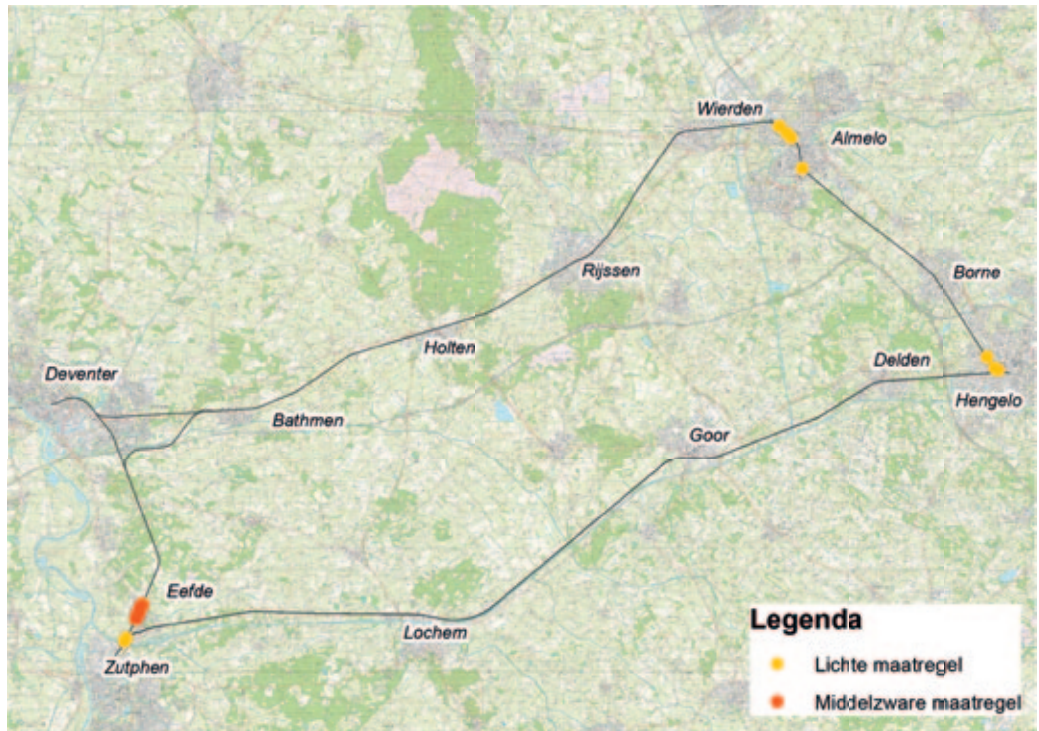 Wierden
Almelo
Rijssen
Borne
Holten
Delden
Deventer
Hengelo
Bathmen
Goor
Eefde
Lochem
Zutphen
Legenda
Lichte maatregel
Middelzware maatregel